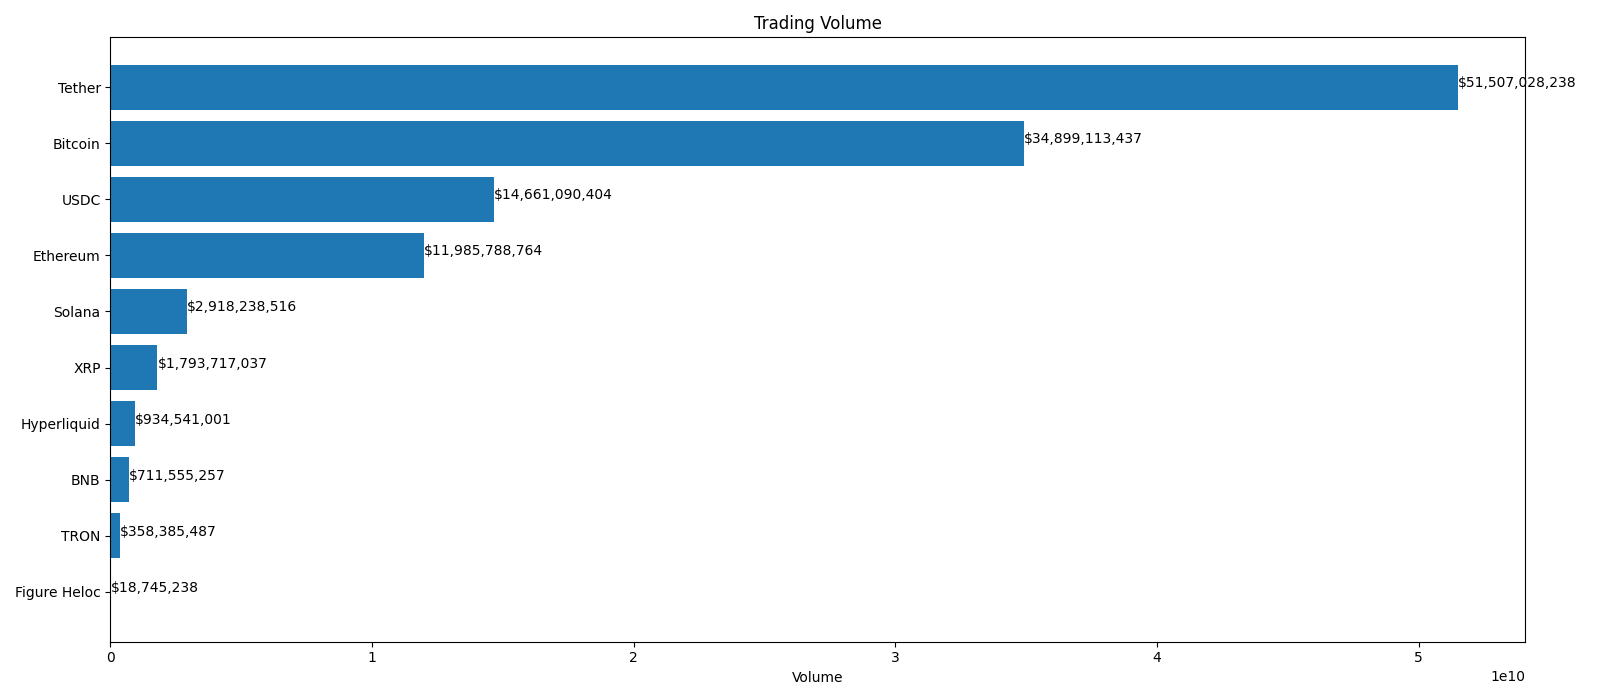 Trading Volume
Tether $51,507,028,238
Bitcoin $34,899,113,437
USDC $14,661,090,404
Ethereum $11,985,788,764
Solana $2,918,238,516
XRP $1,793,717,037
Hyperliquid $934,541,001
BNB $711,555,257
TRON $358,385,487
Figure Heloc $18,745,238
0 1 2 3 4 5
Volume 1e10